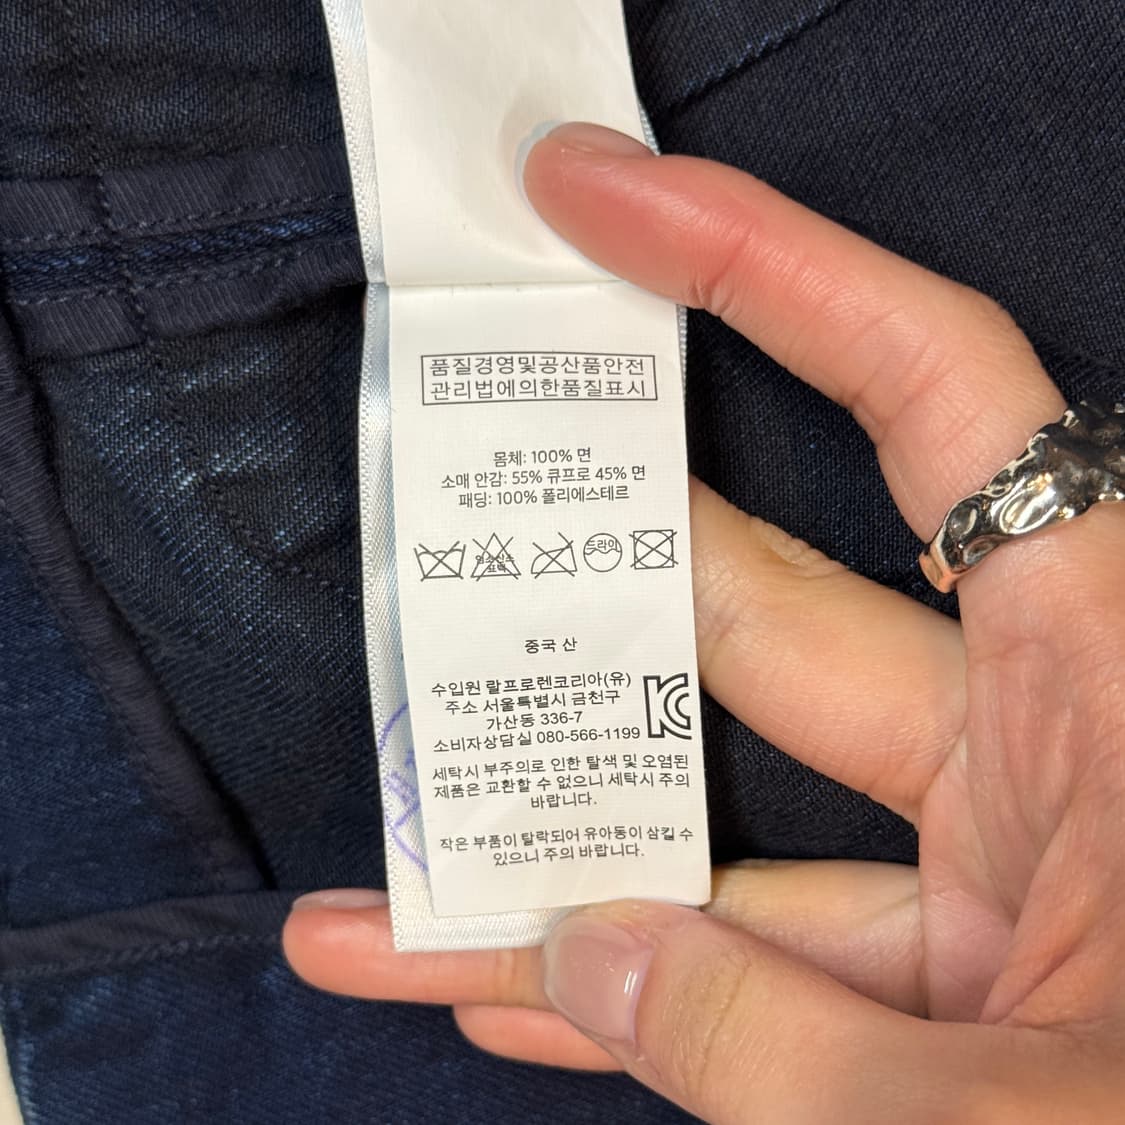 품질경영및공산품안전
관리법에의한품질표시
몸체: 100% 면
소매 안감: 55% 큐프로 45% 면
패딩: 100% 폴리에스테르
염소산소
표백
드라이
중국 산
수입원 랄프로렌코리아(유)
주소 서울특별시 금천구
가산동 336-7
소비자상담실 080-566-1199
세탁시 부주의로 인한 탈색 및 오염된
제품은 교환할 수 없으니 세탁시 주의
바랍니다.
작은 부품이 탈락되어 유아동이 삼킬 수
있으니 주의 바랍니다.